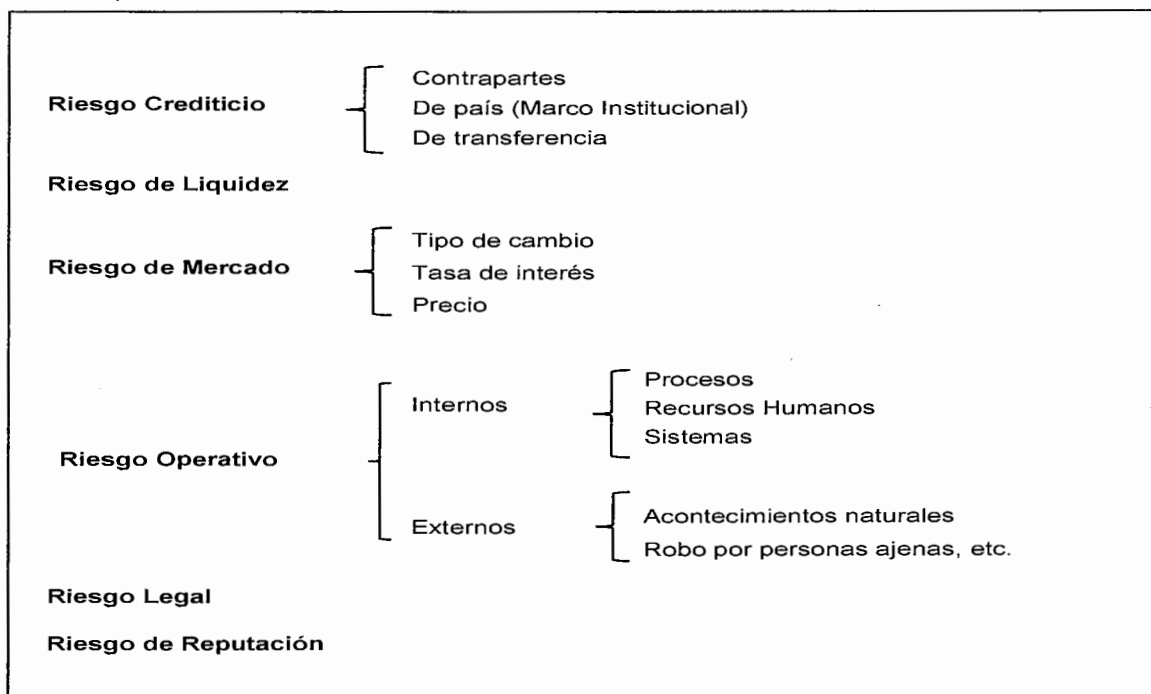 Riesgo Crediticio
Contrapartes
De país (Marco Institucional)
De transferencia
Riesgo de Liquidez
Riesgo de Mercado
Tipo de cambio
Tasa de interés
Precio
Riesgo Operativo
Internos
Procesos
Recursos Humanos
Sistemas
Externos
Acontecimientos naturales
Robo por personas ajenas, etc.
Riesgo Legal
Riesgo de Reputación